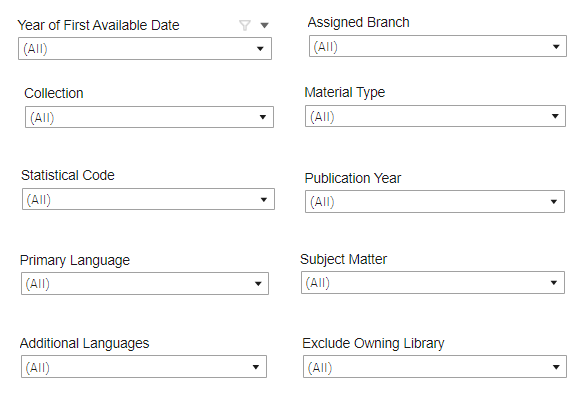 Year of First Available Date
(All)
Assigned Branch
(All)
Collection
(All)
Material Type
(All)
Statistical Code
(All)
Publication Year
(All)
Primary Language
(All)
Subject Matter
(All)
Additional Languages
(All)
Exclude Owning Library
(All)